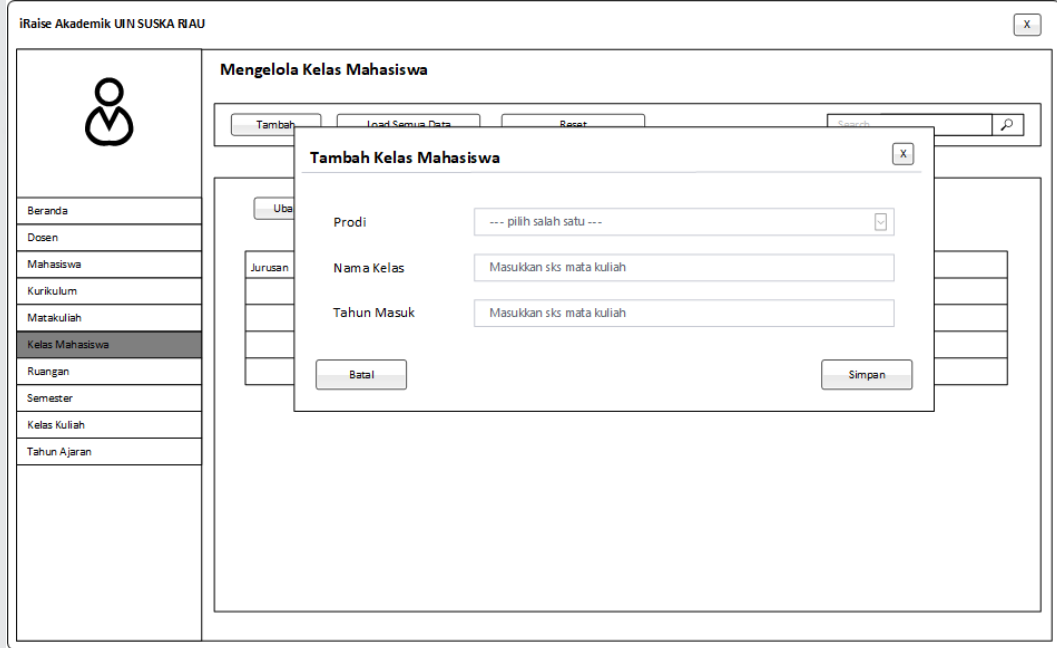 iRaise Akademik UIN SUSKA RIAU
X
Mengelola Kelas Mahasiswa
Tambah
Load Semua Data
Reset
Search
Tambah Kelas Mahasiswa
X
Uba
Prodi
--- pilih salah satu ---
Jurusan
Nama Kelas
Masukkan sks mata kuliah
Tahun Masuk
Masukkan sks mata kuliah
Batal
Simpan
Beranda
Dosen
Mahasiswa
Kurikulum
Matakuliah
Kelas Mahasiswa
Ruangan
Semester
Kelas Kuliah
Tahun Ajaran